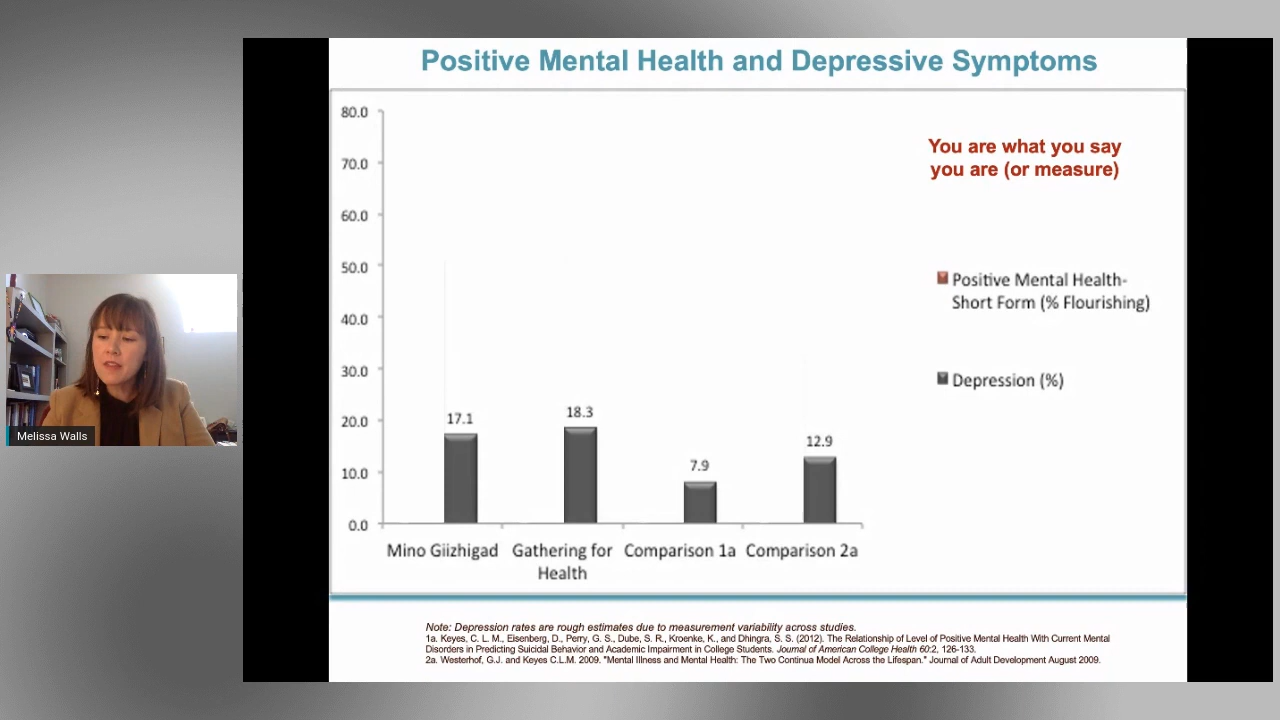 Positive Mental Health and Depressive Symptoms
80.0
70.0
60.0
50.0
40.0
30.0
20.0
10.0
0.0
17.1
18.3
7.9
12.9
Mino Giizhigad
Gathering for
Health
Comparison 1a
Comparison 2a
You are what you say
you are (or measure)
Positive Mental Health-
Short Form (% Flourishing)
Depression (%)
Melissa Walls
Note: Depression rates are rough estimates due to measurement variability across studies.
1a. Keyes, C. L. M., Eisenberg, D., Perry, G. S., Dube, S. R., Kroenke, K., and Dhingra, S. S. (2012). The Relationship of Level of Positive Mental Health With Current Mental
Disorders in Predicting Suicidal Behavior and Academic Impairment in College Students. Journal of American College Health 60:2, 126-133.
2a. Westerhof, G.J. and Keyes C.L.M. 2009. "Mental Illness and Mental Health: The Two Continua Model Across the Lifespan." Journal of Adult Development August 2009.